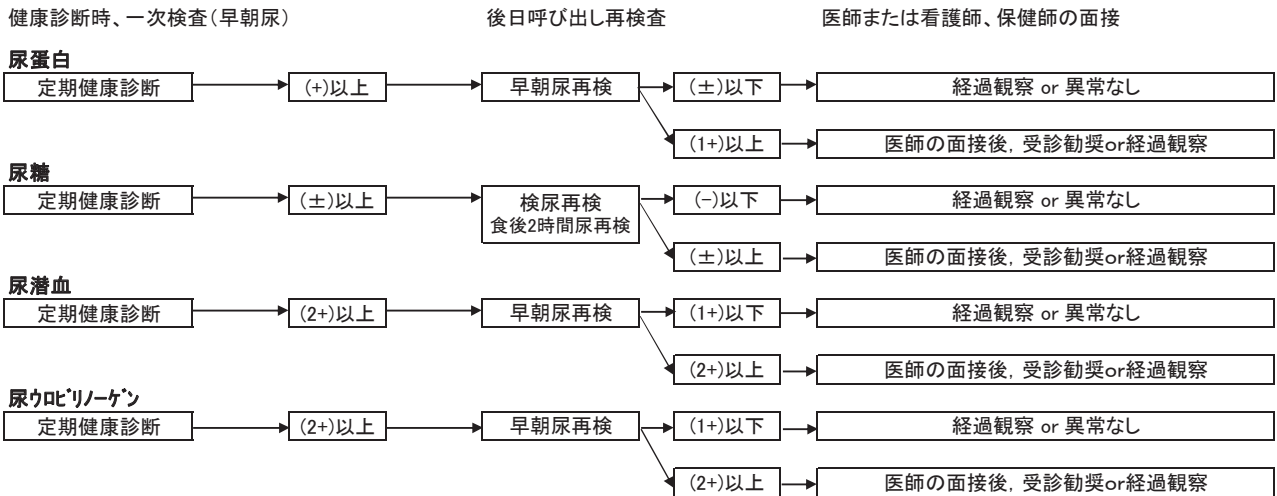 健康診断時、一次検査(早朝尿) 後日呼び出し再検査 医師または看護師、保健師の面接
尿蛋白
定期健康診断 (+)以上 早朝尿再検 (±)以下 経過観察 or 異常なし
(1+)以上 医師の面接後, 受診勧奨or経過観察
尿糖
定期健康診断 (±)以上 検尿再検 (-)以下 経過観察 or 異常なし
食後2時間尿再検
(±)以上 医師の面接後, 受診勧奨or経過観察
尿潜血
定期健康診断 (2+)以上 早朝尿再検 (1+)以下 経過観察 or 異常なし
(2+)以上 医師の面接後, 受診勧奨or経過観察
尿ウロビリノーゲン
定期健康診断 (2+)以上 早朝尿再検 (1+)以下 経過観察 or 異常なし
(2+)以上 医師の面接後, 受診勧奨or経過観察